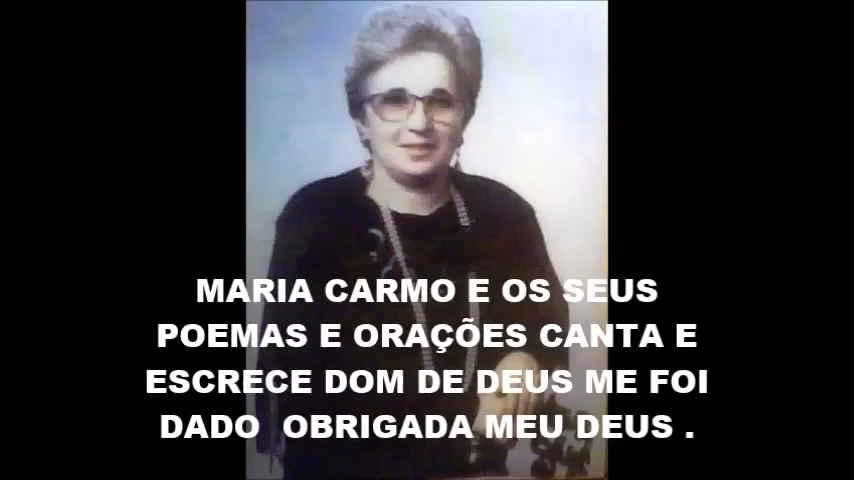 MARIA CARMO E OS SEUS
POEMAS E ORAÇÕES CANTA E
ESCRECE DOM DE DEUS ME FOI
DADO  OBRIGADA MEU DEUS .